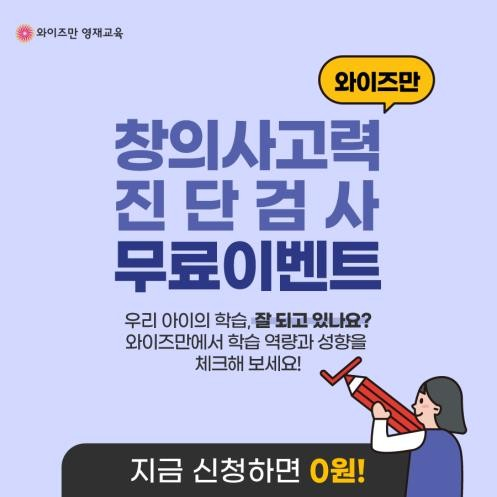 와이즈만 영재교육
와이즈만
창의사고력
진단검사
무료이벤트
우리 아이의 학습, 잘 되고 있나요?
와이즈만에서 학습 역량과 성향을
체크해 보세요!
지금 신청하면 0원!